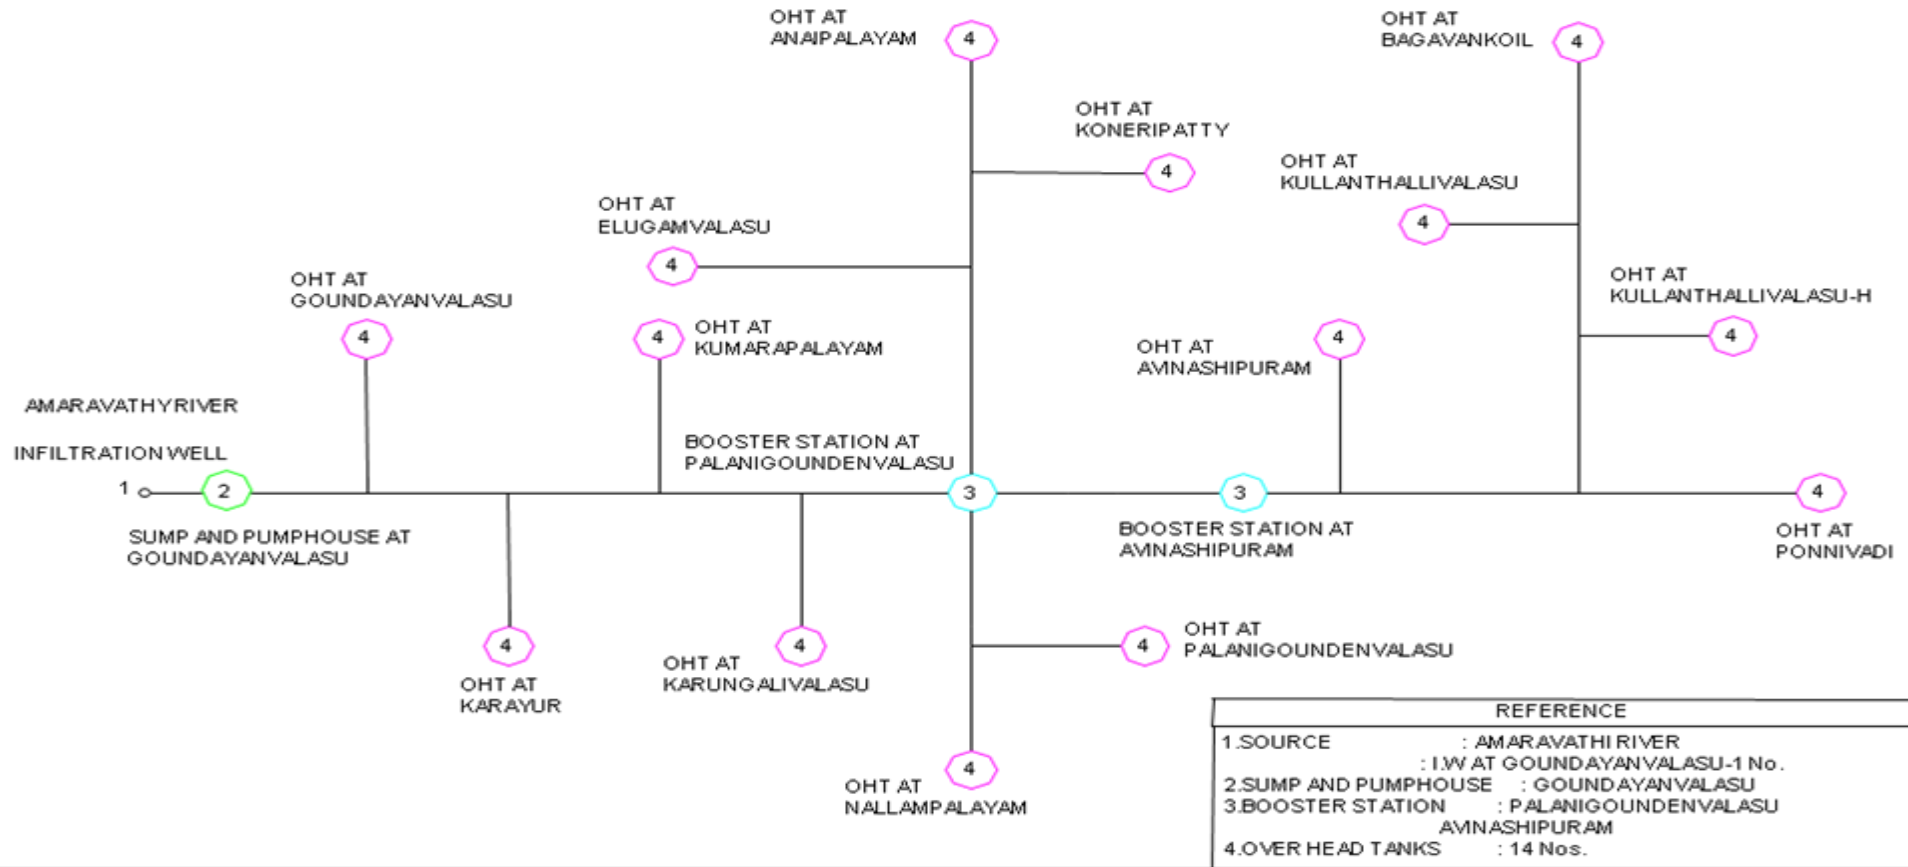 OHT AT
ANAIPALAYAM
4
OHT AT
BAGAVANKOIL
4
OHT AT
KONERIPATTY
4
OHT AT
KULLANTHALLIVALASU
4
OHT AT
ELUGAMVALASU
4
OHT AT
GOUNDAYANVALASU
4
OHT AT
KUMARAPALAYAM
4
OHT AT
AVINASHIPURAM
4
OHT AT
KULLANTHALLIVALASU-H
4
AMARAVATHY RIVER
INFILTRATION WELL
1
2
SUMP AND PUMPHOUSE AT
GOUNDAYANVALASU
BOOSTER STATION AT
PALANIGOUNDENVALASU
3
3
BOOSTER STATION AT
AVINASHIPURAM
4
OHT AT
PONNIVADI
4
OHT AT
KARAYUR
4
OHT AT
KARUNGALIVALASU
4
OHT AT
PALANIGOUNDENVALASU
4
OHT AT
NALLAMPALAYAM
REFERENCE
1.SOURCE : AMARAVATHI RIVER
: I.W AT GOUNDAYANVALASU-1 No.
2.SUMP AND PUMPHOUSE : GOUNDAYANVALASU
3.BOOSTER STATION : PALANIGOUNDENVALASU
AVINASHIPURAM
4.OVER HEAD TANKS : 14 Nos.